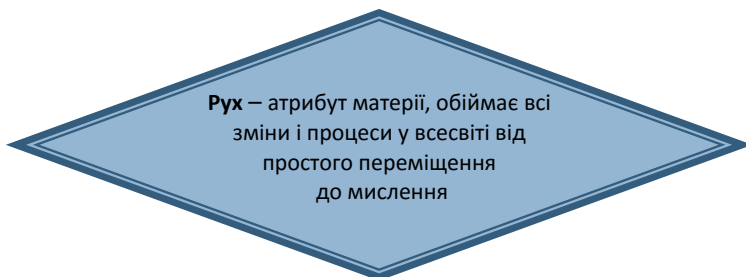 Рух – атрибут матерії, обіймає всі
зміни і процеси у всесвіті від
простого переміщення
до мислення